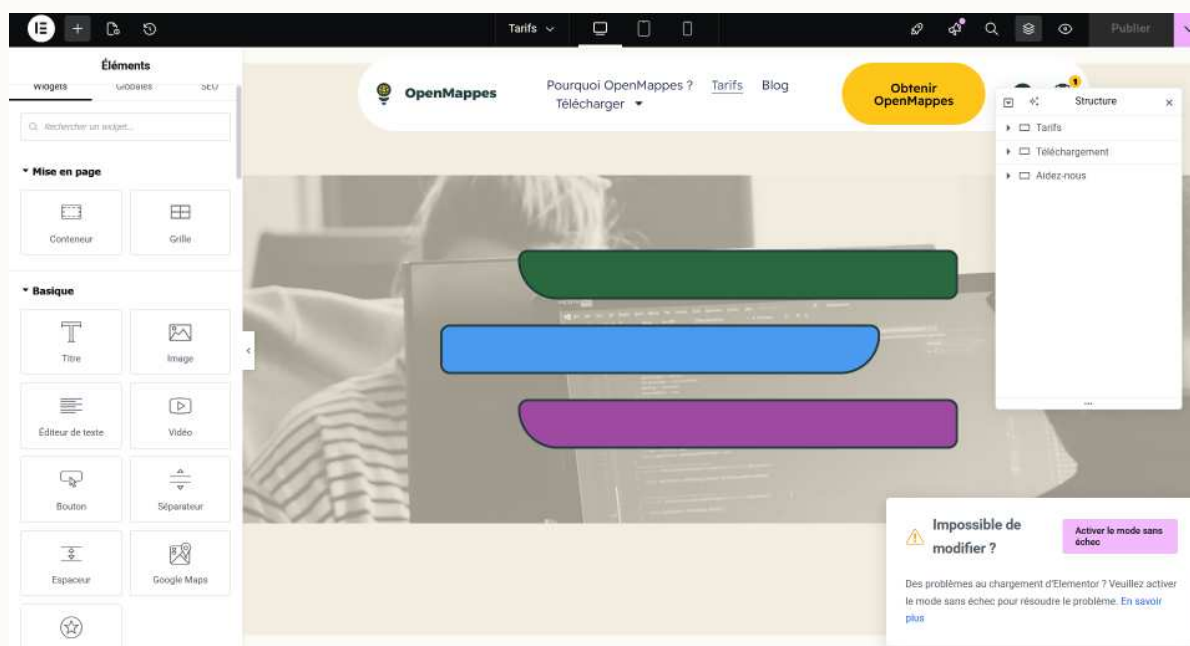 Tarifs
Publier
Éléments
Widgets Globales SEO
Rechercher un widget...
Mise en page
Conteneur
Grille
Basique
Titre
Image
Éditeur de texte
Vidéo
Bouton
Séparateur
Espaceur
Google Maps
OpenMappes
Pourquoi OpenMappes ? Tarifs Blog
Télécharger
Obtenir
OpenMappes
1
Structure
Tarifs
Téléchargement
Aidez-nous
Impossible de
modifier ?
Activer le mode sans
échec
Des problèmes au chargement d'Elementor ? Veuillez activer
le mode sans échec pour résoudre le problème. En savoir
plus